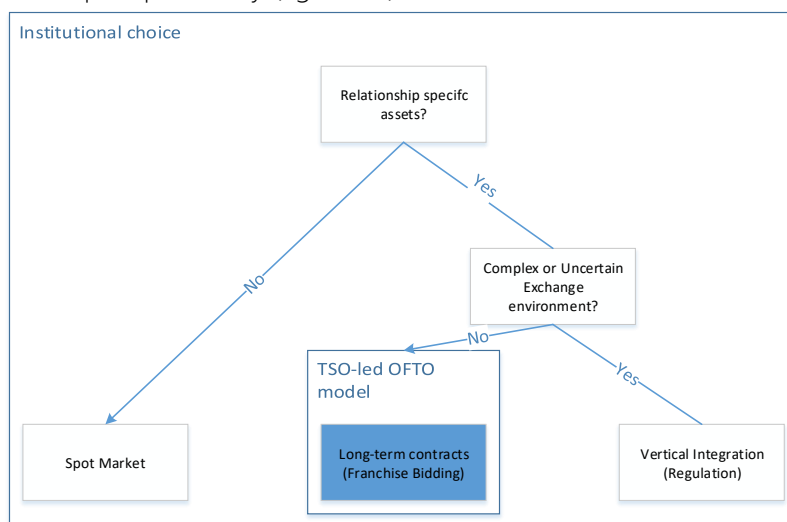 Institutional choice
Relationship specifc
assets?
Yes
No
Complex or Uncertain
Exchange
environment?
No
Yes
TSO-led OFTO
model
Spot Market
Long-term contracts
(Franchise Bidding)
Vertical Integration
(Regulation)